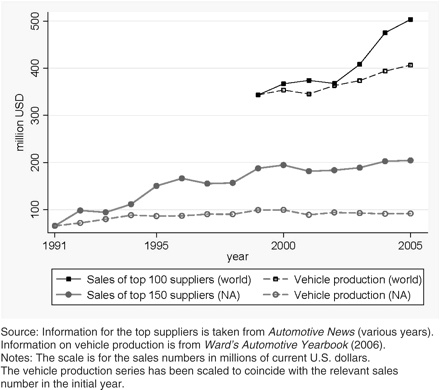 500
400
300
200
100
million USD
1991
1995
2000
2005
year
Sales of top 100 suppliers (world)
Vehicle production (world)
Sales of top 150 suppliers (NA)
Vehicle production (NA)
Source: Information for the top suppliers is taken from Automotive News (various years).
Information on vehicle production is from Ward's Automotive Yearbook (2006).
Notes: The scale is for the sales numbers in millions of current U.S. dollars.
The vehicle production series has been scaled to coincide with the relevant sales
number in the initial year.